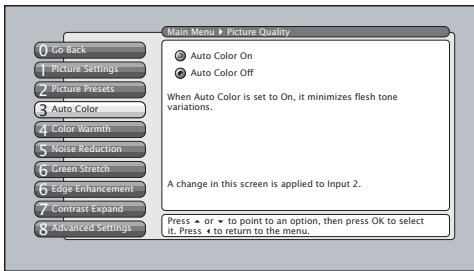 Main Menu ▸ Picture Quality
0 Go Back
1 Picture Settings
2 Picture Presets
3 Auto Color
4 Color Warmth
5 Noise Reduction
6 Green Stretch
6 Edge Enhancement
7 Contrast Expand
8 Advanced Settings
Auto Color On
Auto Color Off
When Auto Color is set to On, it minimizes flesh tone
variations.
A change in this screen is applied to Input 2.
Press ▲ or ▼ to point to an option, then press OK to select
it. Press ◀ to return to the menu.